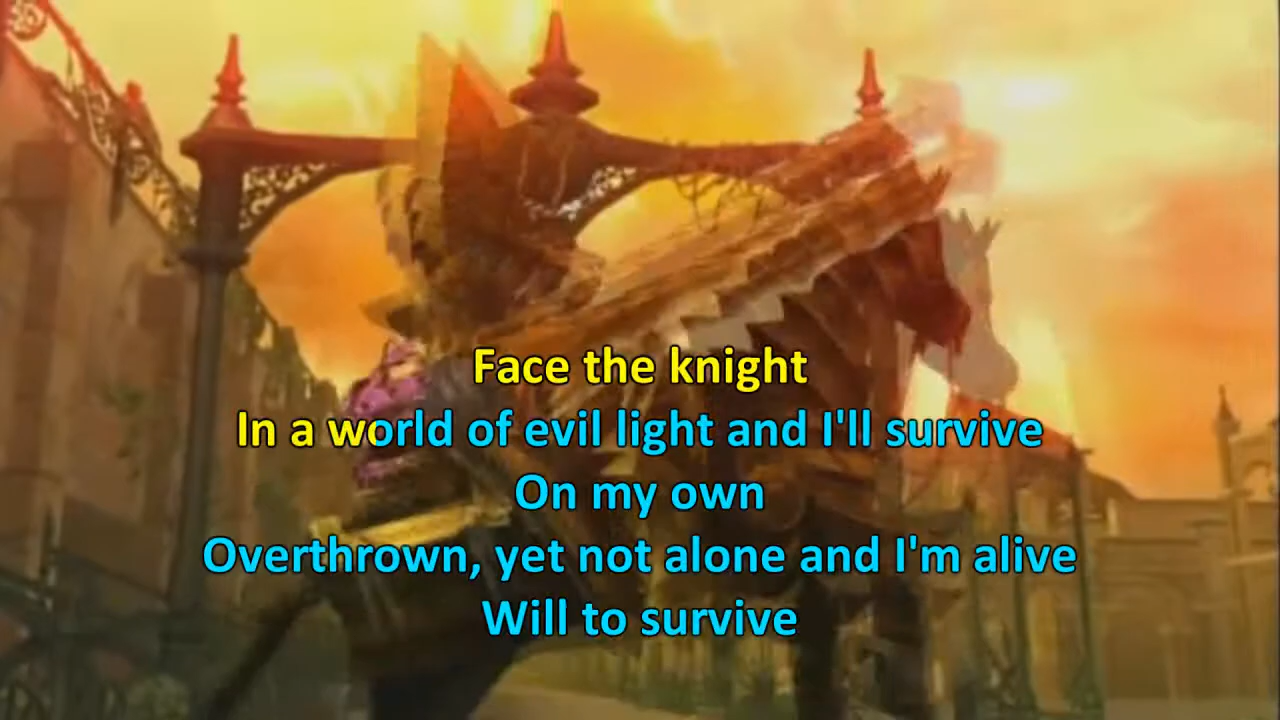 Face the knight
In a world of evil light and I'll survive
On my own
Overthrown, yet not alone and I'm alive
Will to survive